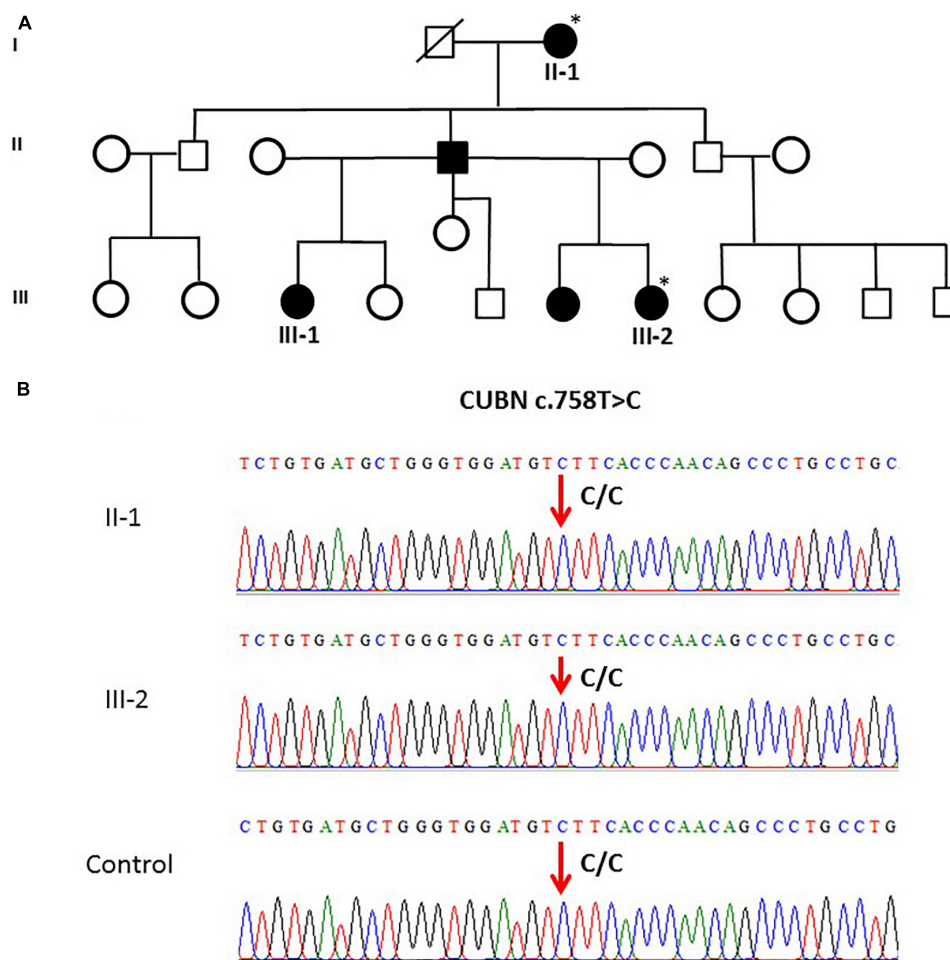 A
I
*
II-1
II
III
*
III-1
III-2
B
CUBN c.758T>C
TCTGTGATGCTGGGTGGATGTCTTCACCCAACAGCCCTGCCTGC
C/C
II-1
TCTGTGATGCTGGGTGGATGTCTTCACCCAACAGCCCTGCCTGC
C/C
III-2
CTGTGATGCTGGGTGGATGTCTTCACCCAACAGCCCTGCCTG
C/C
Control